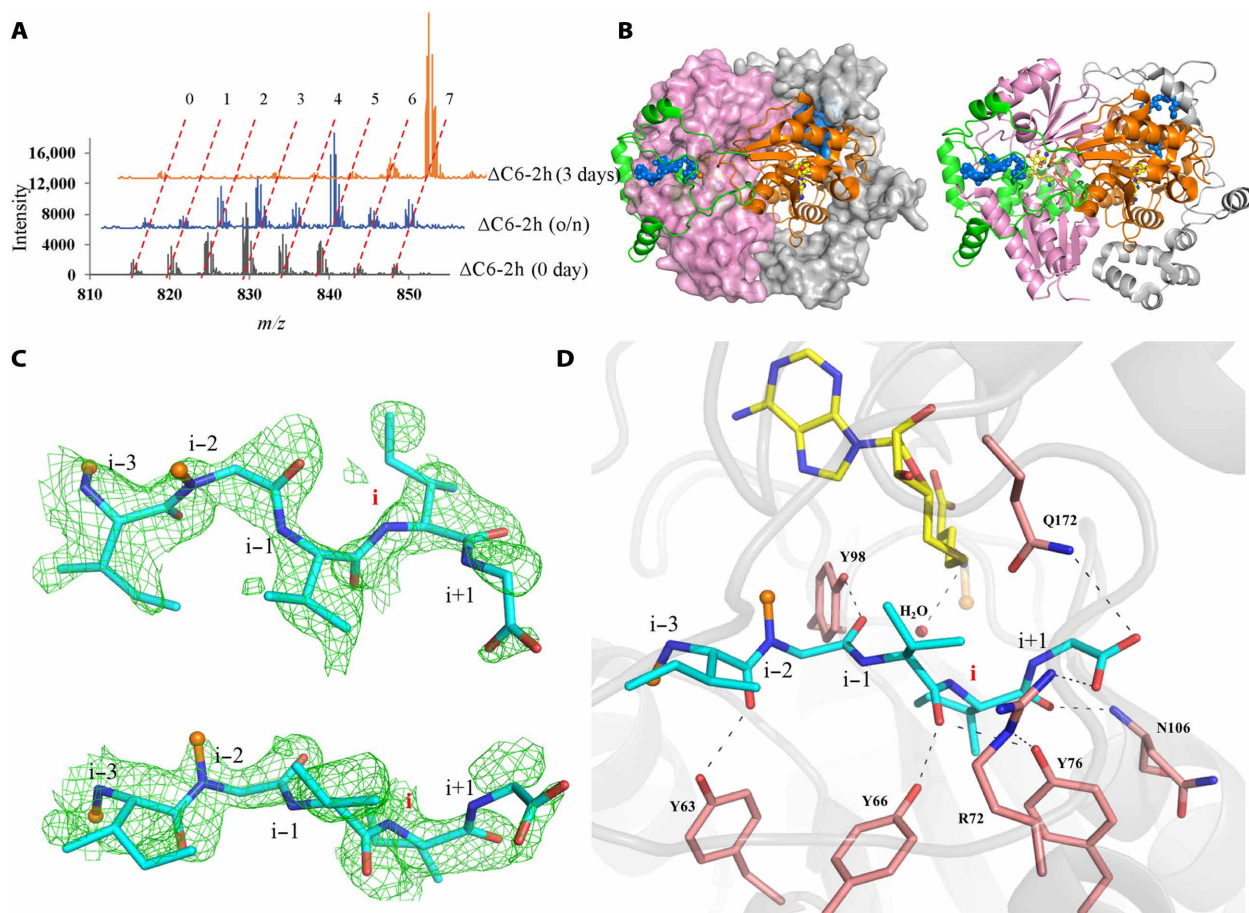 A
B
0 1 2 3 4 5 6 7
16,000
12,000
8000
4000
0
Intensity
ΔC6-2h (3 days)
ΔC6-2h (o/n)
ΔC6-2h (0 day)
810 820 830 840 850
m/z
C
D
i–3
i–2
i–1
i
i+1
i–3
i–2
i–1
i
i+1
Q172
Y98
H₂O
i–3
i–2
i–1
i
i+1
N106
Y76
R72
Y66
Y63